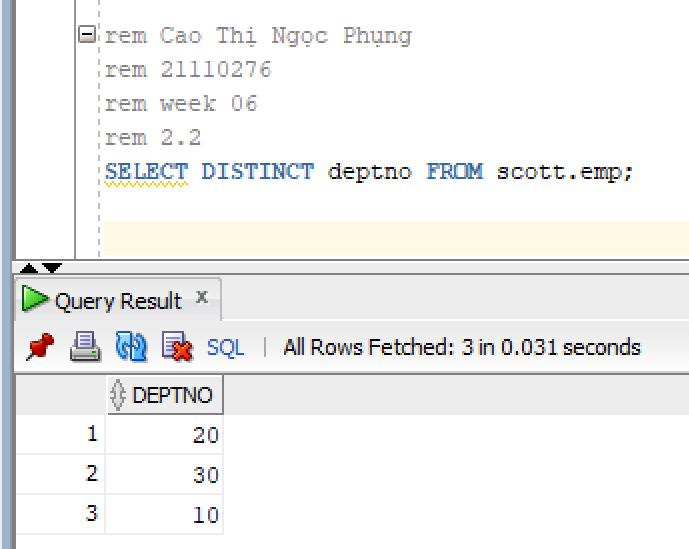 rem Cao Thị Ngọc Phụng
rem 21110276
rem week 06
rem 2.2
SELECT DISTINCT deptno FROM scott.emp;
Query Result x
SQL | All Rows Fetched: 3 in 0.031 seconds
DEPTNO
1 20
2 30
3 10